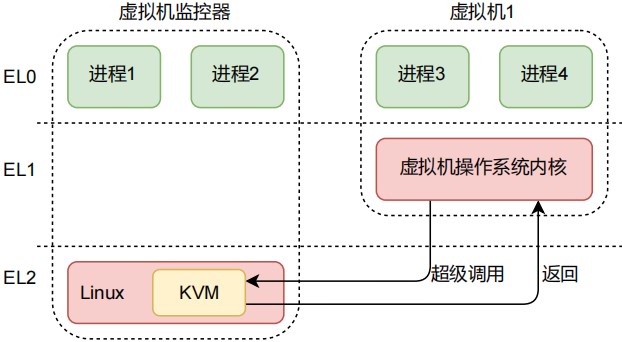 虚拟机监控器
虚拟机1
EL0
进程1
进程2
进程3
进程4
EL1
虚拟机操作系统内核
EL2
Linux
KVM
超级调用
返回